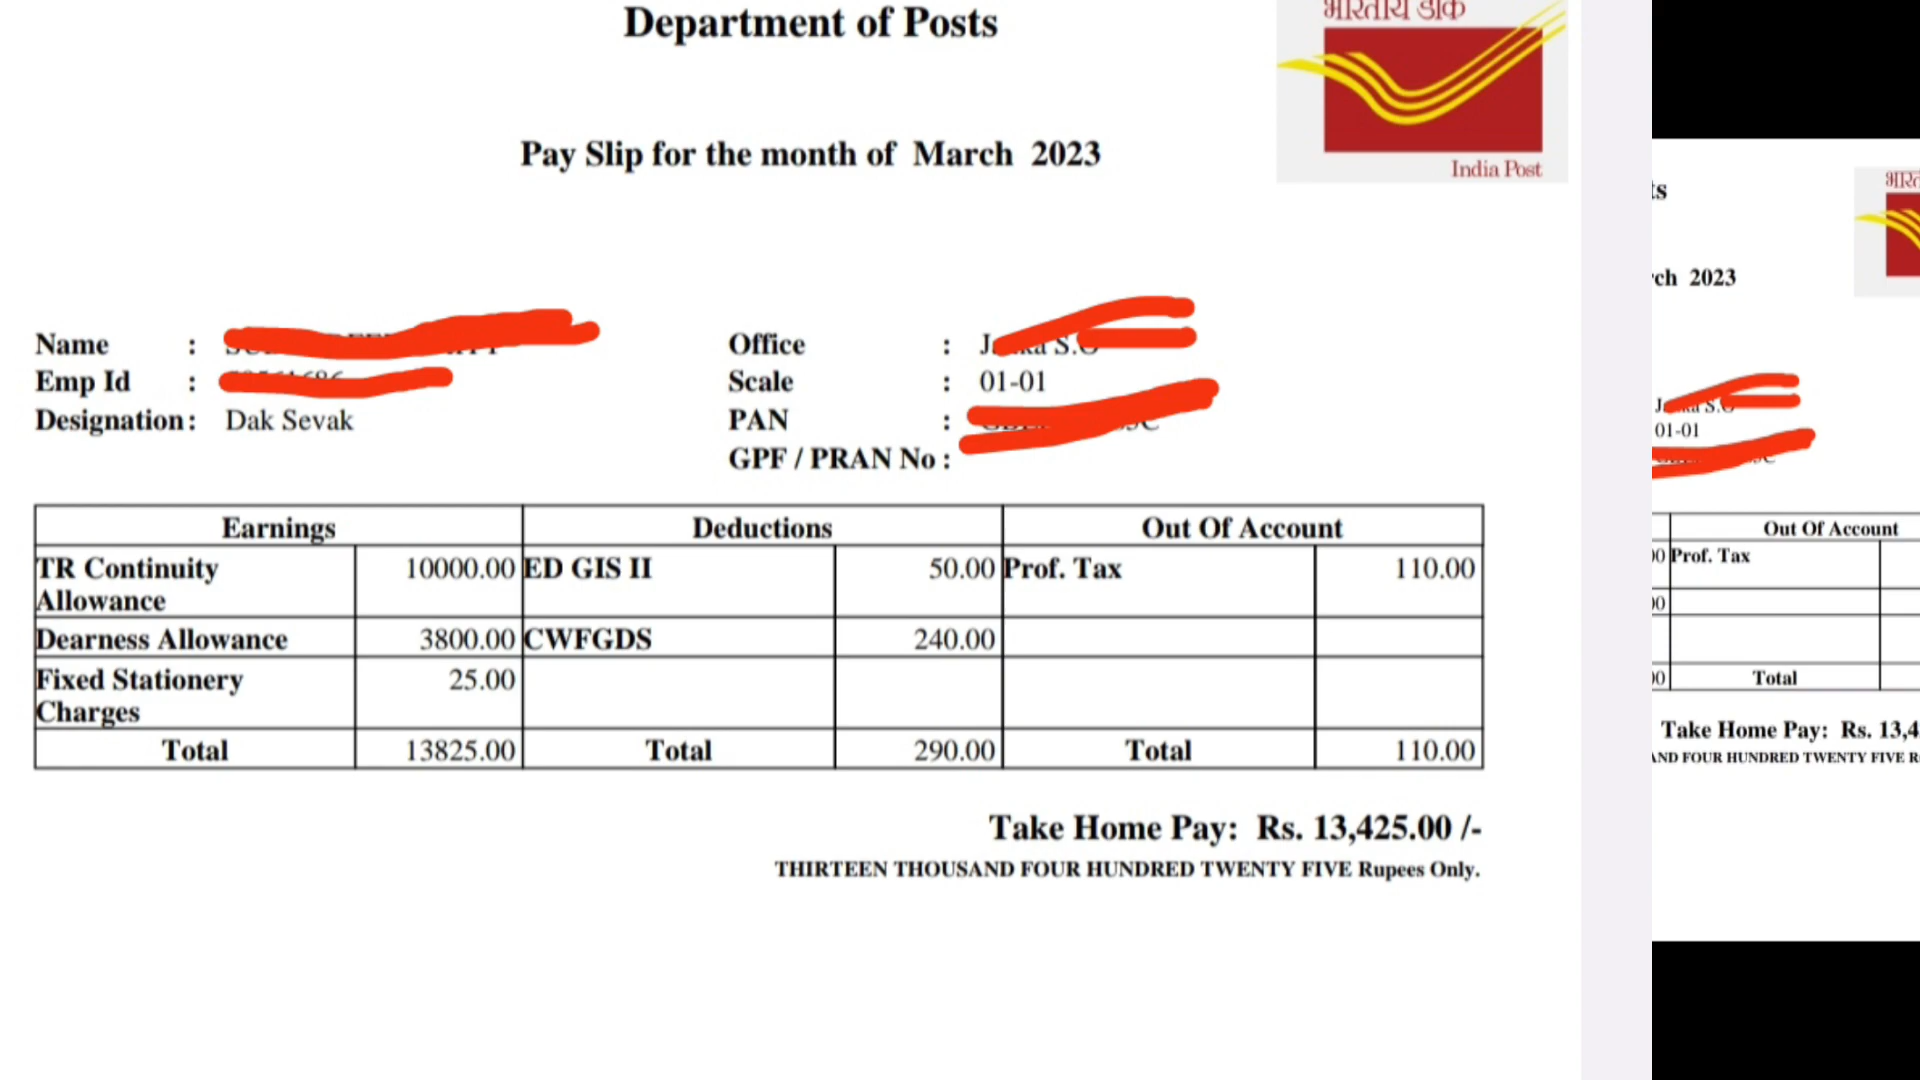 Department of Posts
भारतीय डाक
India Post
Pay Slip for the month of March 2023
Name :
Emp Id :
Designation : Dak Sevak
Office : S.O
Scale : 01-01
PAN :
GPF / PRAN No :
Earnings Deductions Out Of Account
TR Continuity Allowance 10000.00 ED GIS II 50.00 Prof. Tax 110.00
Dearness Allowance 3800.00 CWFGDS 240.00
Fixed Stationery Charges 25.00
Total 13825.00 Total 290.00 Total 110.00
Take Home Pay: Rs. 13,425.00 /-
THIRTEEN THOUSAND FOUR HUNDRED TWENTY FIVE Rupees Only.
2023
01-01
Out Of Account
Prof. Tax
Total
Take Home Pay: Rs. 13,4
FOUR HUNDRED TWENTY FIVE